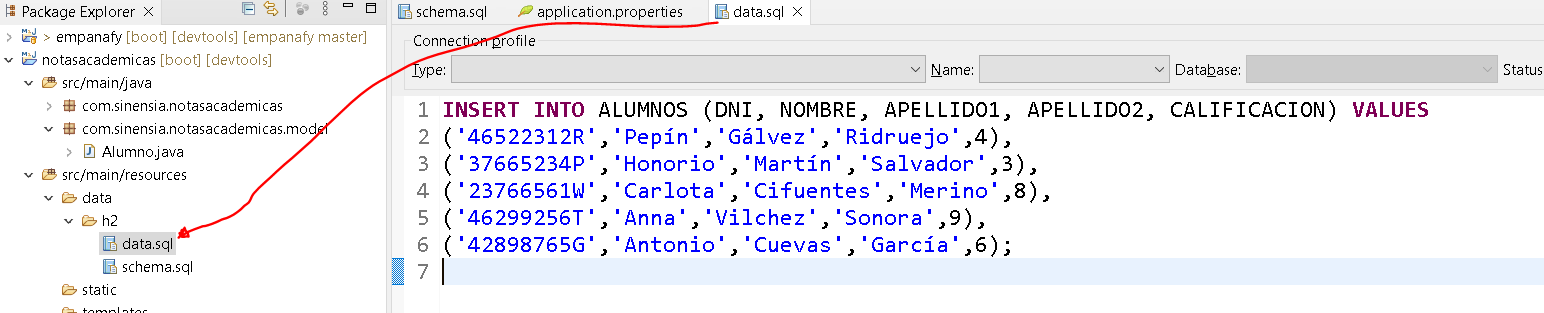 Package Explorer
> empanafy [boot] [devtools] [empanafy master]
notasacademicas [boot] [devtools]
src/main/java
com.sinensia.notasacademicas
com.sinensia.notasacademicas.model
Alumno.java
src/main/resources
data
h2
data.sql
schema.sql
static
templates
schema.sql
application.properties
data.sql
Connection profile
Type: Name: Database: Status
1 INSERT INTO ALUMNOS (DNI, NOMBRE, APELLIDO1, APELLIDO2, CALIFICACION) VALUES
2 ('46522312R','Pepín','Gálvez','Ridruejo',4),
3 ('37665234P','Honorio','Martín','Salvador',3),
4 ('23766561W','Carlota','Cifuentes','Merino',8),
5 ('46299256T','Anna','Vilchez','Sonora',9),
6 ('42898765G','Antonio','Cuevas','García',6);
7